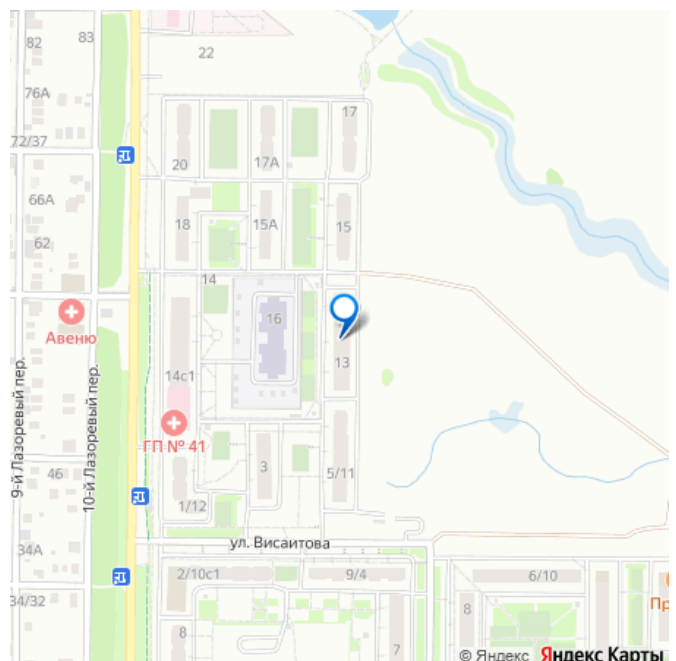 82
83
22
76А
72/37
20
17А
17
66А
18
15А
15
62
14
16
Авеню
14с1
13
ГП № 41
9-й Лазоревый пер.
10-й Лазоревый пер.
46
3
5/11
1/12
34А
ул. Висаитова
34/32
2/10с1
9/4
6/10
8
7
8
Пр
© Яндекс Яндекс Карты